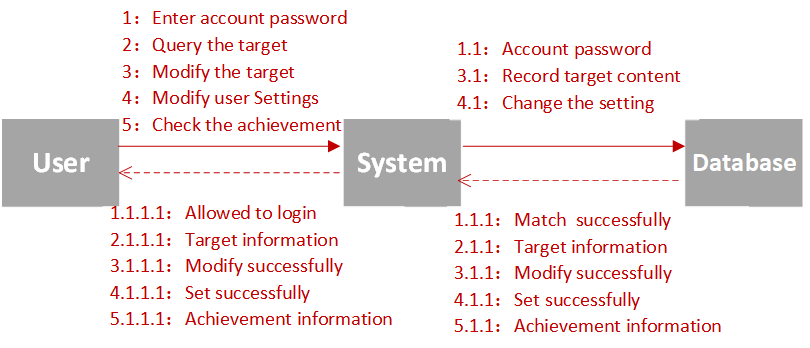 1：Enter account password
2：Query the target
3：Modify the target
4：Modify user Settings
5：Check the achievement
1.1：Account password
3.1：Record target content
4.1：Change the setting
User
System
Database
1.1.1.1：Allowed to login
2.1.1.1：Target information
3.1.1.1：Modify successfully
4.1.1.1：Set successfully
5.1.1.1：Achievement information
1.1.1：Match  successfully
2.1.1：Target information
3.1.1：Modify successfully
4.1.1：Set successfully
5.1.1：Achievement information